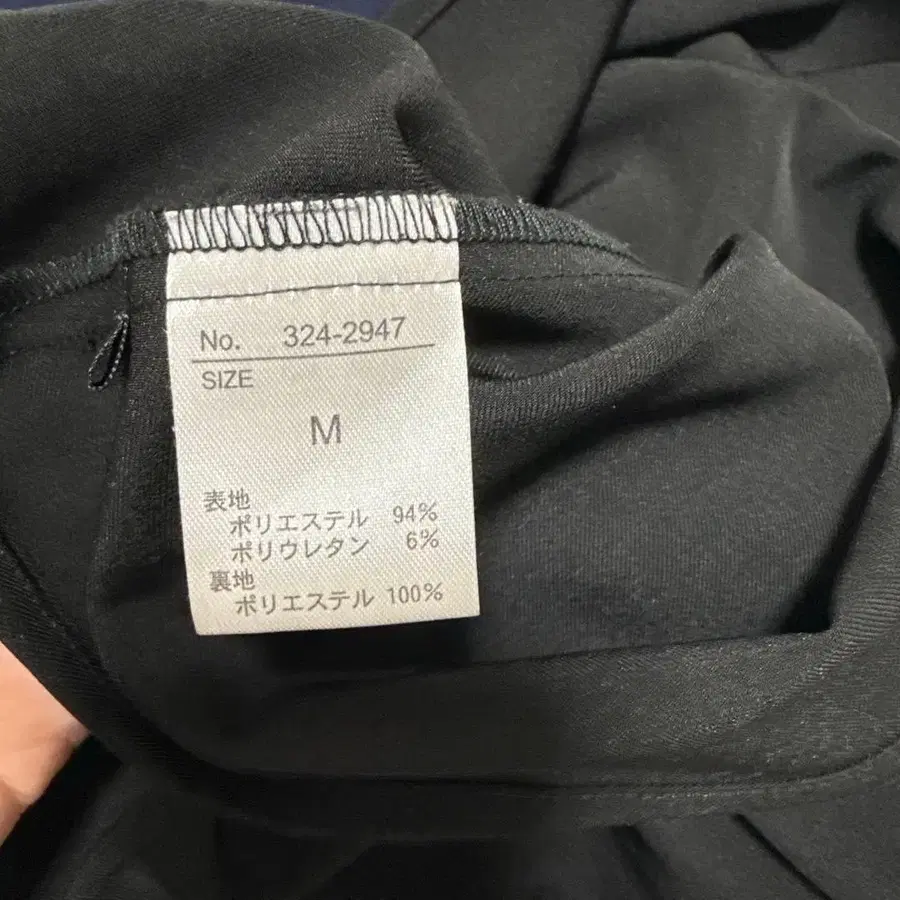 No. 324-2947
SIZE
M
表地
ポリエステル 94%
ポリウレタン 6%
裏地
ポリエステル 100%